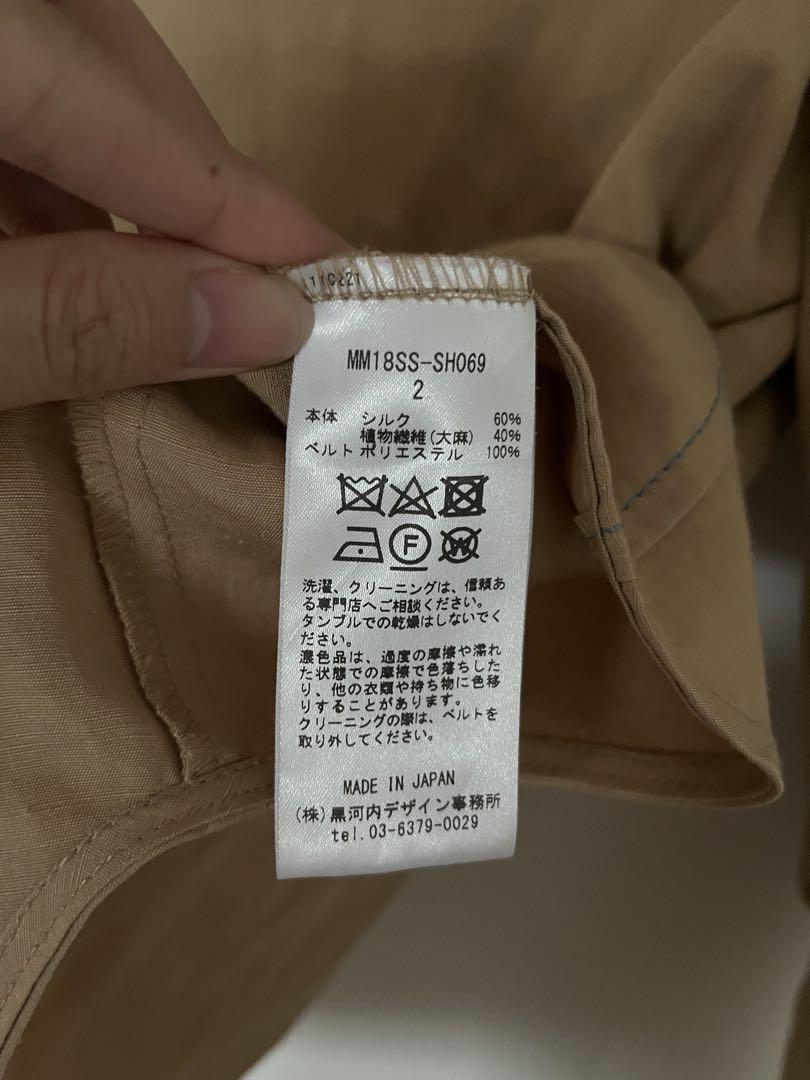 MM18SS-SH069
2
本体 シルク 60%
植物繊維(大麻) 40%
ベルト ポリエステル 100%
F
W
洗濯、クリーニングは、信頼あ
る専門店へご相談ください。
タンブルでの乾燥はしないでく
ださい。
濃色品は、過度の摩擦や濡れ
た状態での摩擦で色落ちした
り、他の衣類や持ち物に色移
りすることがあります。
クリーニングの際は、ベルトを
取り外してください。
MADE IN JAPAN
(株)黒河内デザイン事務所
tel.03-6379-0029